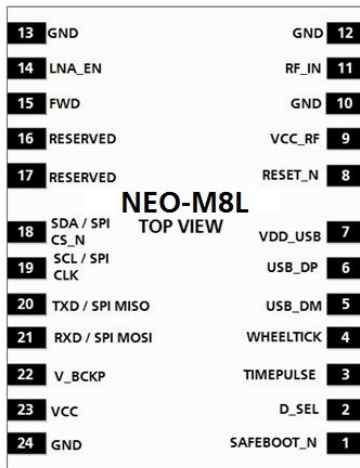 13 GND GND 12
14 LNA_EN RF_IN 11
15 FWD GND 10
16 RESERVED VCC_RF 9
17 RESERVED RESET_N 8
NEO-M8L
TOP VIEW
18 SDA / SPI
CS_N VDD_USB 7
19 SCL / SPI
CLK USB_DP 6
20 TXD / SPI MISO USB_DM 5
21 RXD / SPI MOSI WHEELTICK 4
22 V_BCKP TIMEPULSE 3
23 VCC D_SEL 2
24 GND SAFEBOOT_N 1